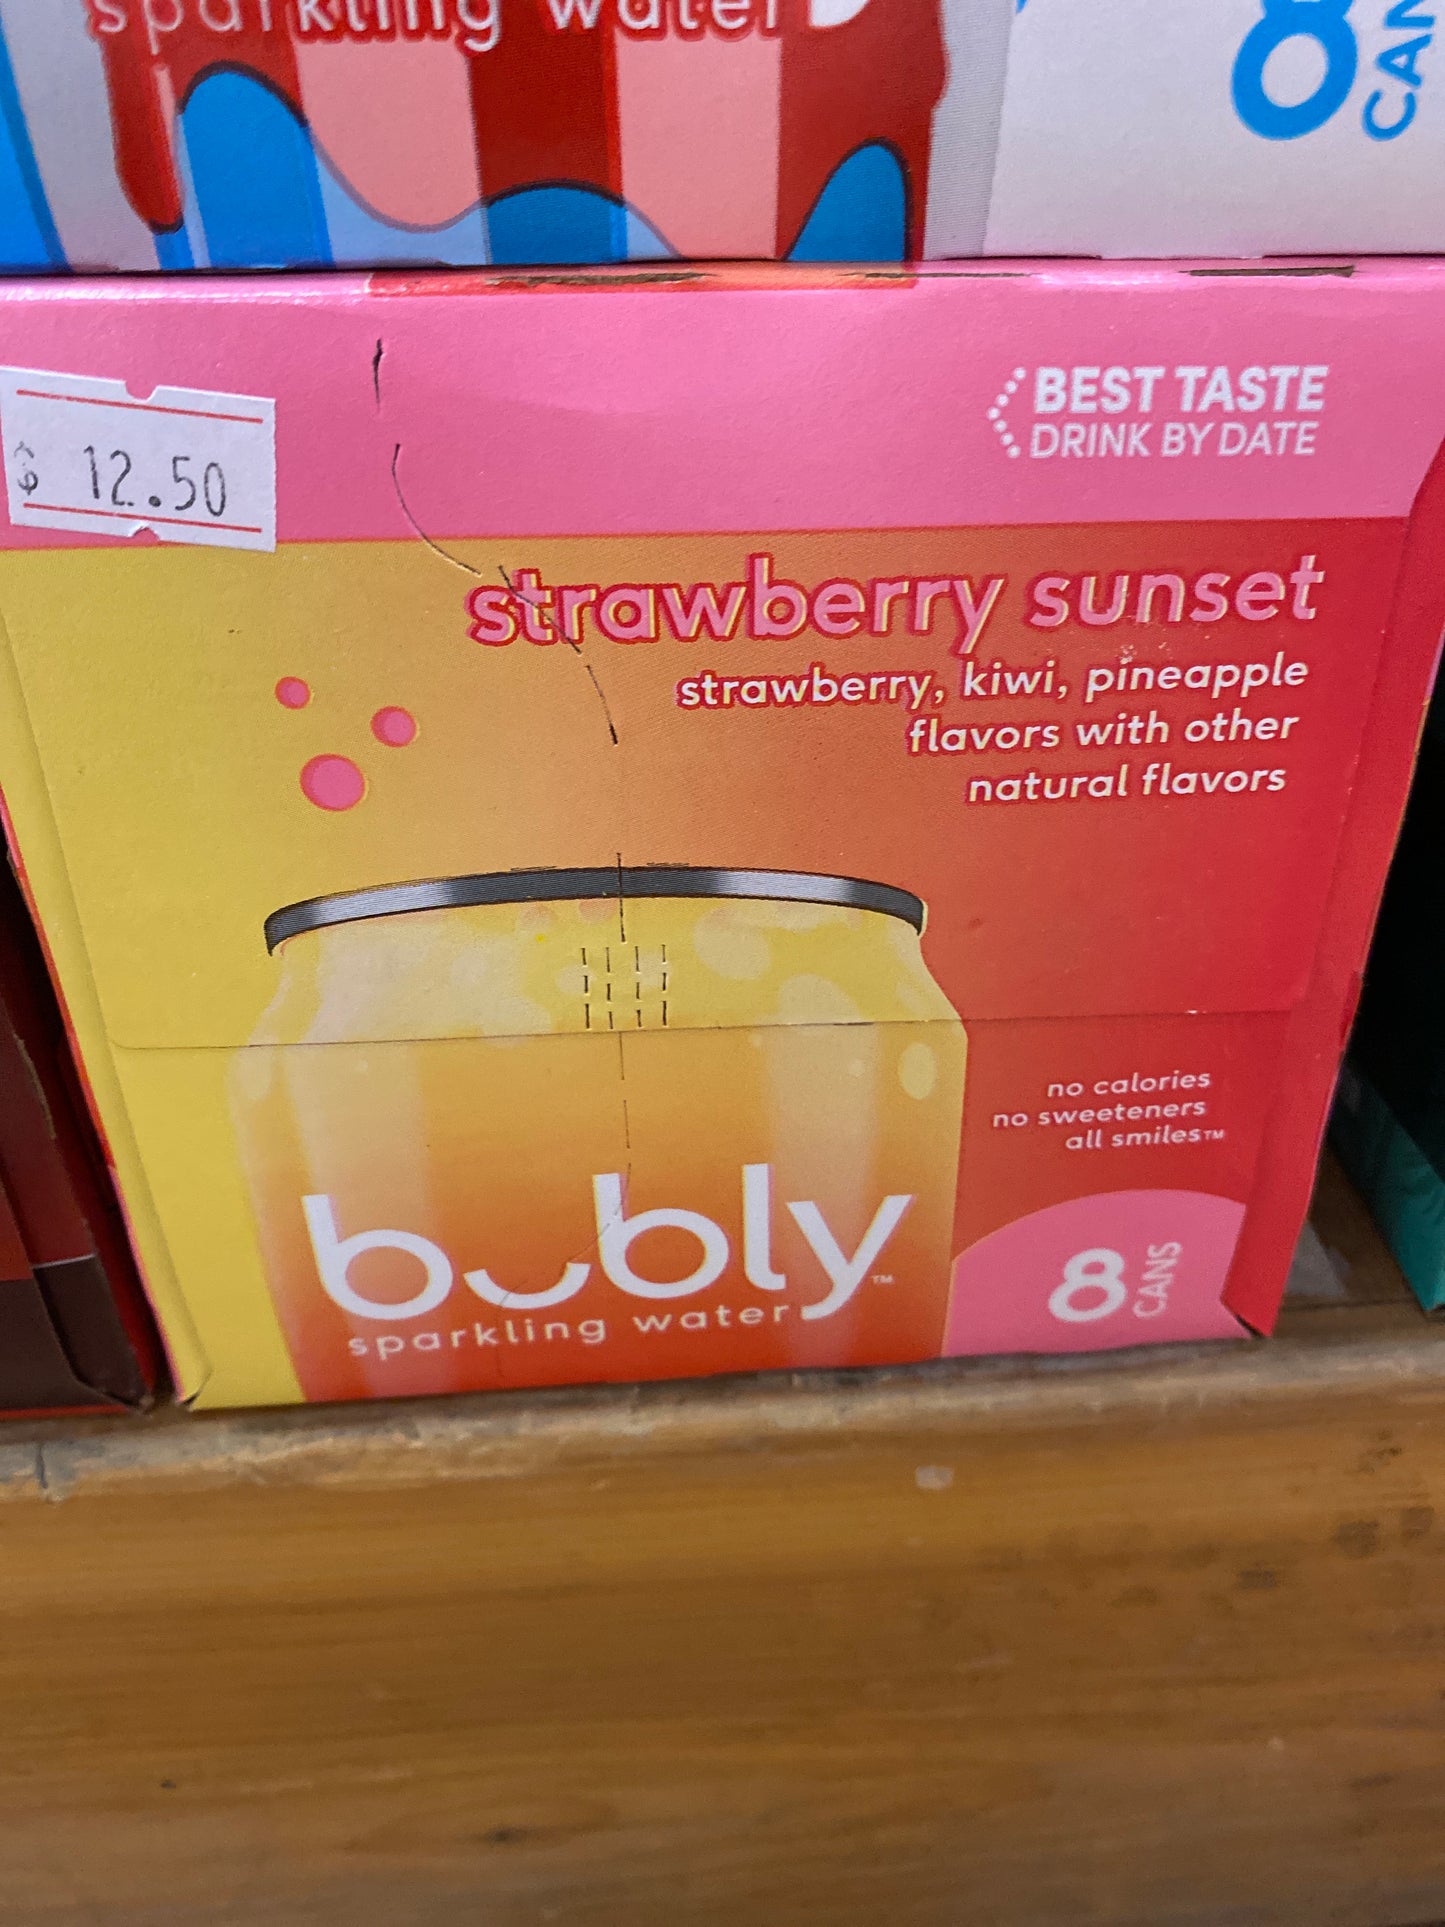 sparkling water
8
CANS
$ 12.50
BEST TASTE
DRINK BY DATE
strawberry sunset
strawberry, kiwi, pineapple
flavors with other
natural flavors
no calories
no sweeteners
all smiles™
bubly™
sparkling water
8
CANS